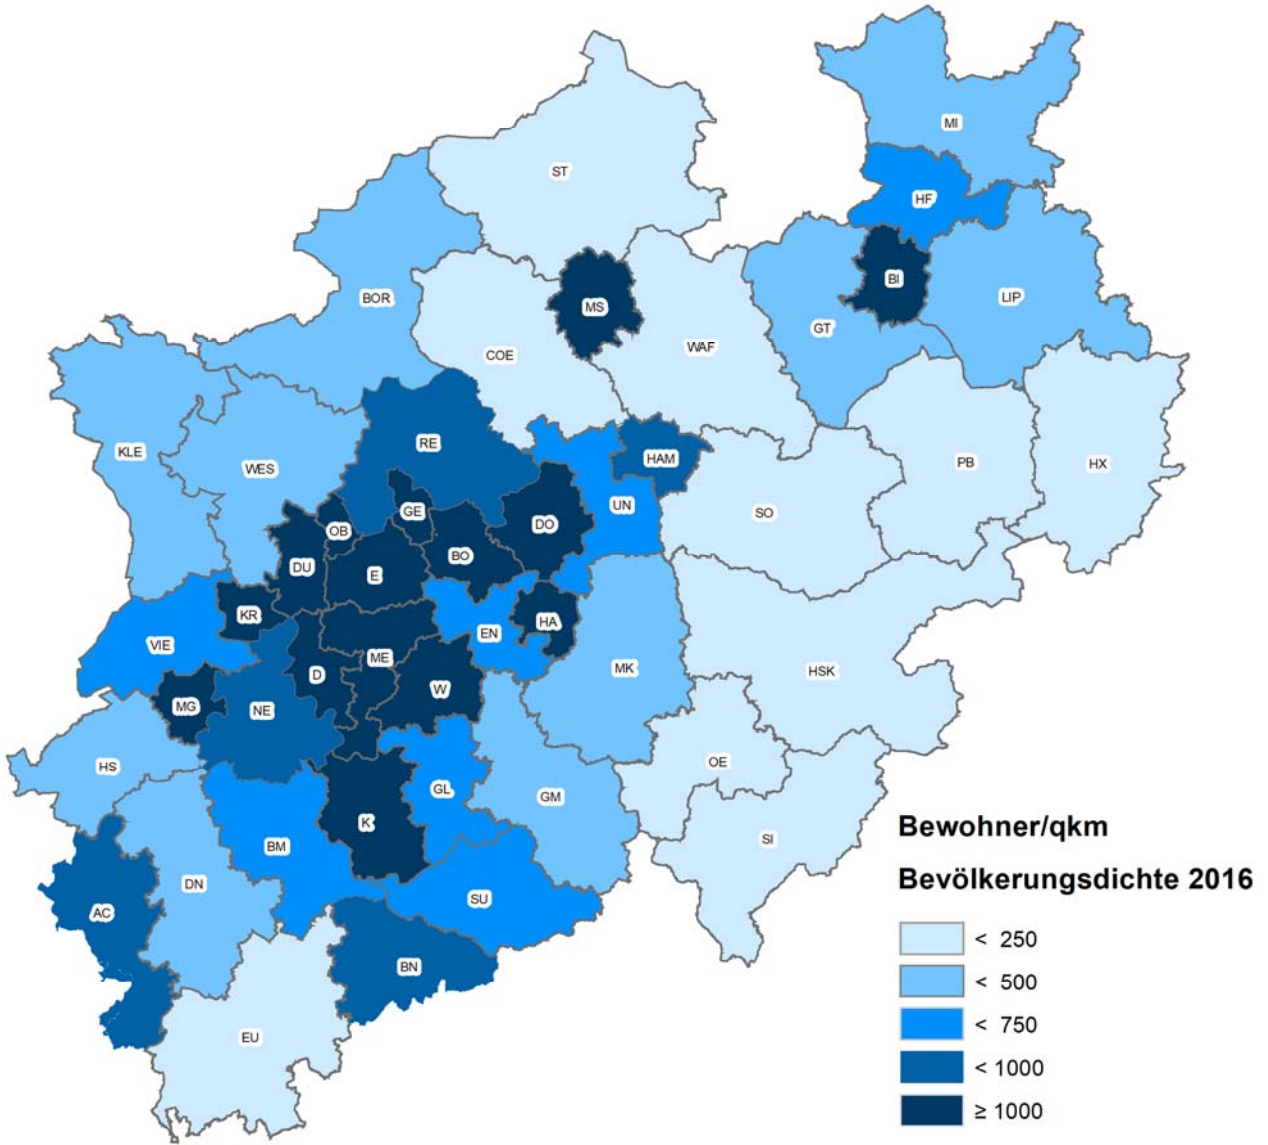 MI
ST
HF
BI
LIP
BOR
MS
GT
WAF
COE
RE
KLE
HAM
PB
HX
WES
UN
GE
SO
DO
OB
BO
DU
E
KR
HA
EN
VIE
ME
MK
HSK
D
W
MG
NE
OE
HS
GL
GM
K
SI
BM
DN
SU
AC
BN
EU
Bewohner/qkm
Bevölkerungsdichte 2016
< 250
< 500
< 750
< 1000
≥ 1000